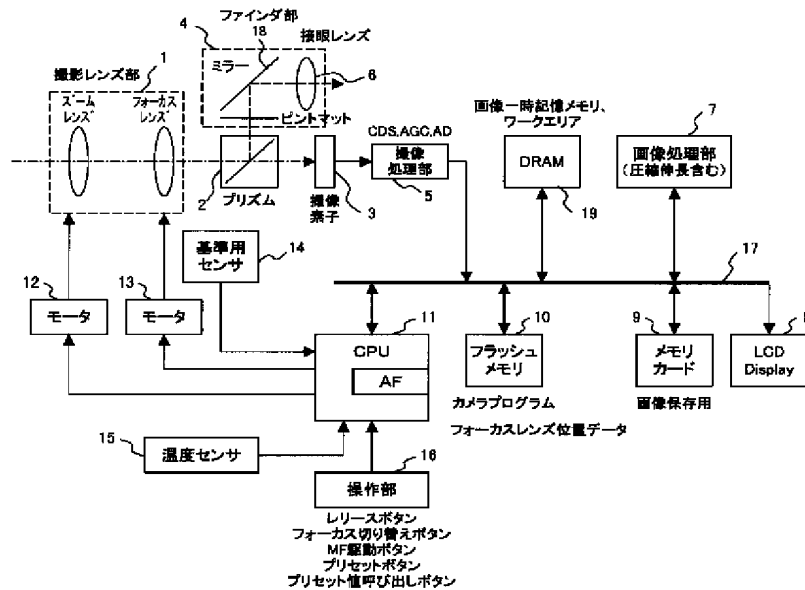 ファインダ部
4
18
接眼レンズ
ミラー
6
撮影レンズ部
1
ズーム
レンズ
フォーカス
レンズ
ピントマット
2
プリズム
3
撮像
素子
CDS,AGC,AD
撮像
処理部
5
画像一時記憶メモリ、
ワークエリア
DRAM
19
7
画像処理部
(圧縮伸長含む)
基準用
センサ
14
17
12
モータ
13
モータ
11
CPU
AF
10
フラッシュ
メモリ
カメラプログラム
フォーカスレンズ位置データ
9
メモリ
カード
画像保存用
LCD
Display
15
温度センサ
16
操作部
レリースボタン
フォーカス切り替えボタン
MF駆動ボタン
プリセットボタン
プリセット値呼び出しボタン